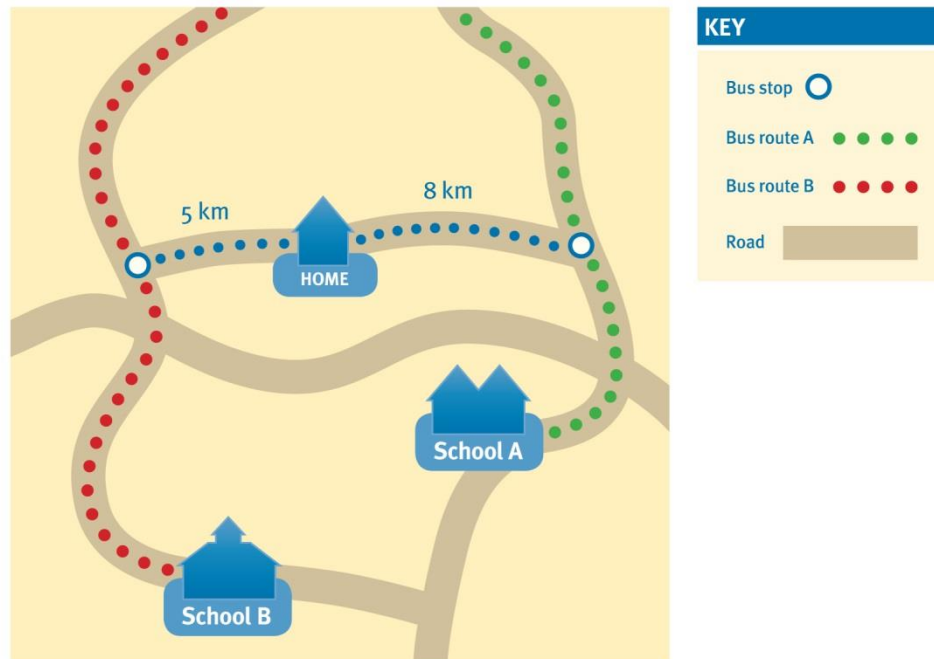 5 km
8 km
HOME
School A
School B
KEY
Bus stop
Bus route A
Bus route B
Road